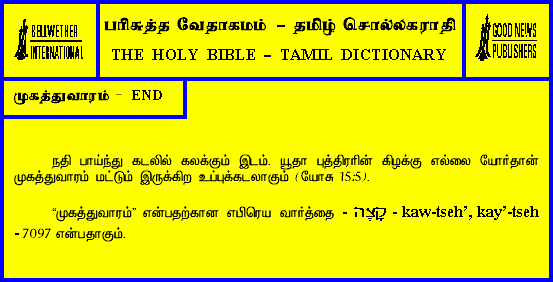 BELLWETHER
INTERNATIONAL
பரிசுத்த வேதாகமம் - தமிழ் சொல்லகராதி
THE HOLY BIBLE – TAMIL DICTIONARY
GOOD NEWS
PUBLISHERS
முகத்துவாரம் - END
நதி பாய்ந்து கடலில் கலக்கும் இடம். யூதா புத்திரரின் கிழக்கு எல்லை யோர்தான்
முகத்துவாரம் மட்டும் இருக்கிற உப்புக்கடலாகும் (யோசு 15:5).
“முகத்துவாரம்” என்பதற்கான எபிரெய வார்த்தை - קָצֶה - kaw-tseh’, kay’-tseh
- 7097 என்பதாகும்.